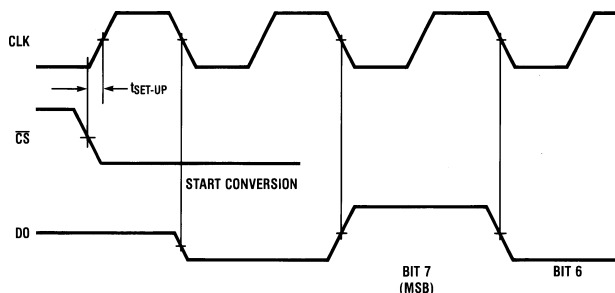 CLK
tSET-UP
CS
START CONVERSION
DO
BIT 7
(MSB)
BIT 6